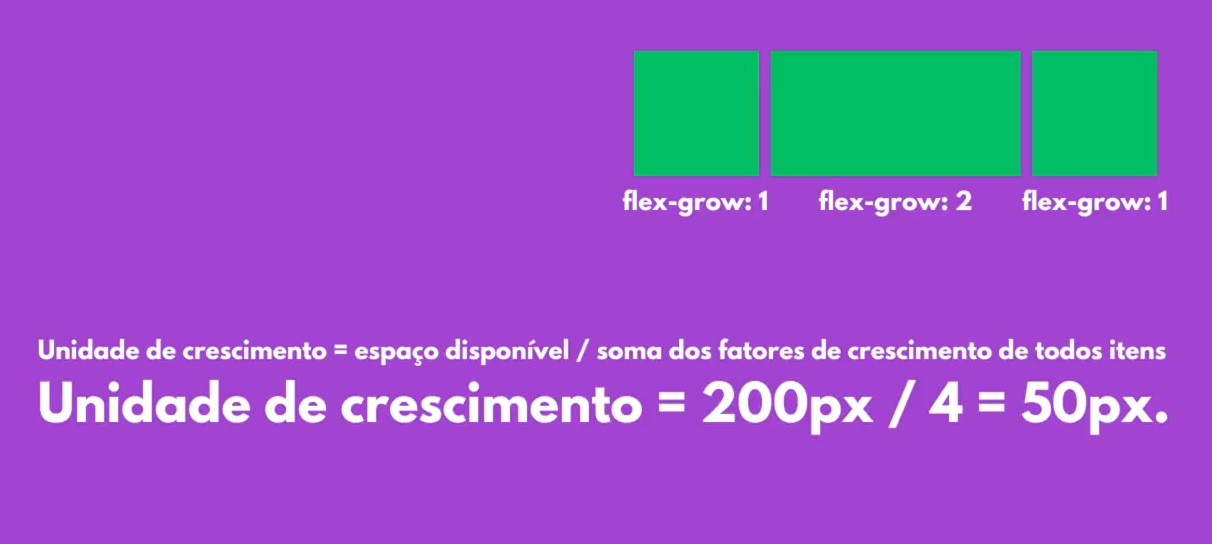 flex-grow: 1 flex-grow: 2 flex-grow: 1
Unidade de crescimento = espaço disponível / soma dos fatores de crescimento de todos itens
Unidade de crescimento = 200px / 4 = 50px.